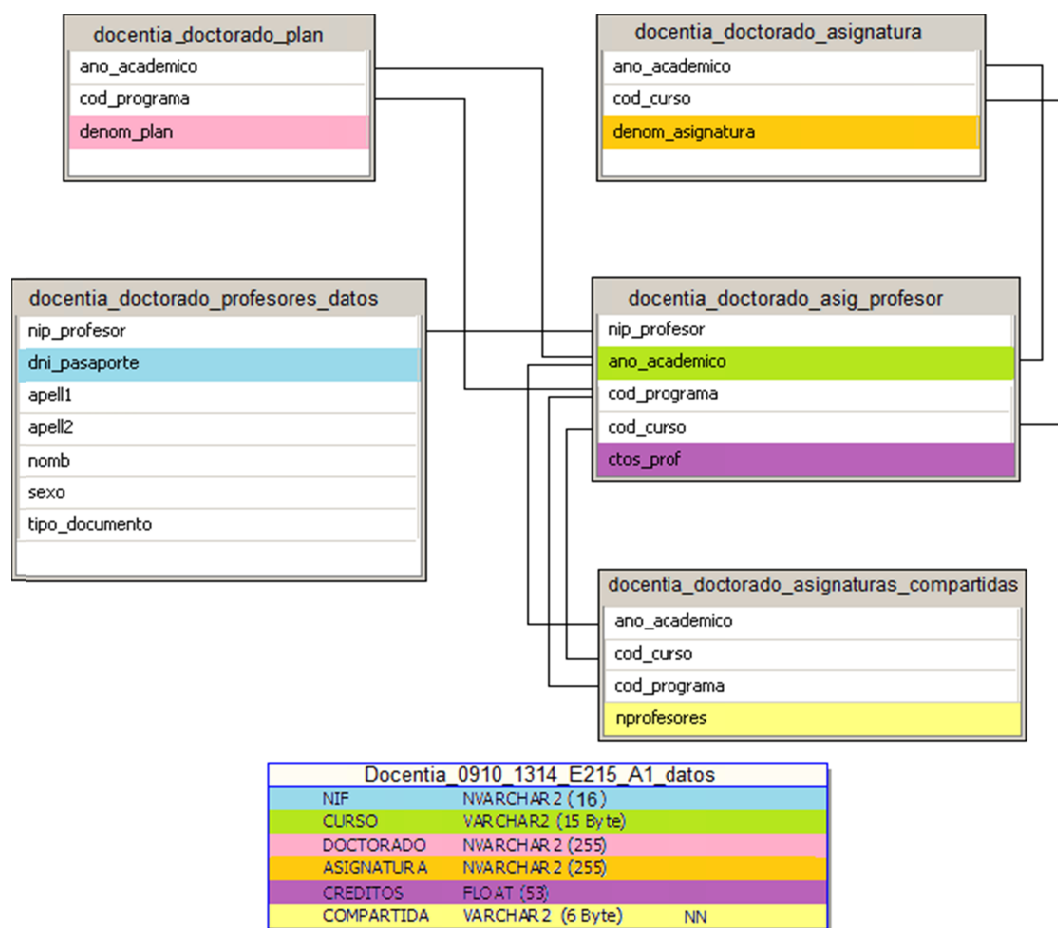 docentia_doctorado_plan
ano_academico
cod_programa
denom_plan
docentia_doctorado_asignatura
ano_academico
cod_curso
denom_asignatura
docentia_doctorado_profesores_datos
nip_profesor
dni_pasaporte
apell1
apell2
nomb
sexo
tipo_documento
docentia_doctorado_asig_profesor
nip_profesor
ano_academico
cod_programa
cod_curso
ctos_prof
docentia_doctorado_asignaturas_compartidas
ano_academico
cod_curso
cod_programa
nprofesores
Docentia_0910_1314_E215_A1_datos
NIF NVARCHAR2 (16)
CURSO VARCHAR2 (15 Byte)
DOCTORADO NVARCHAR2 (255)
ASIGNATURA NVARCHAR2 (255)
CREDITOS FLOAT (53)
COMPARTIDA VARCHAR2 (6 Byte) NN